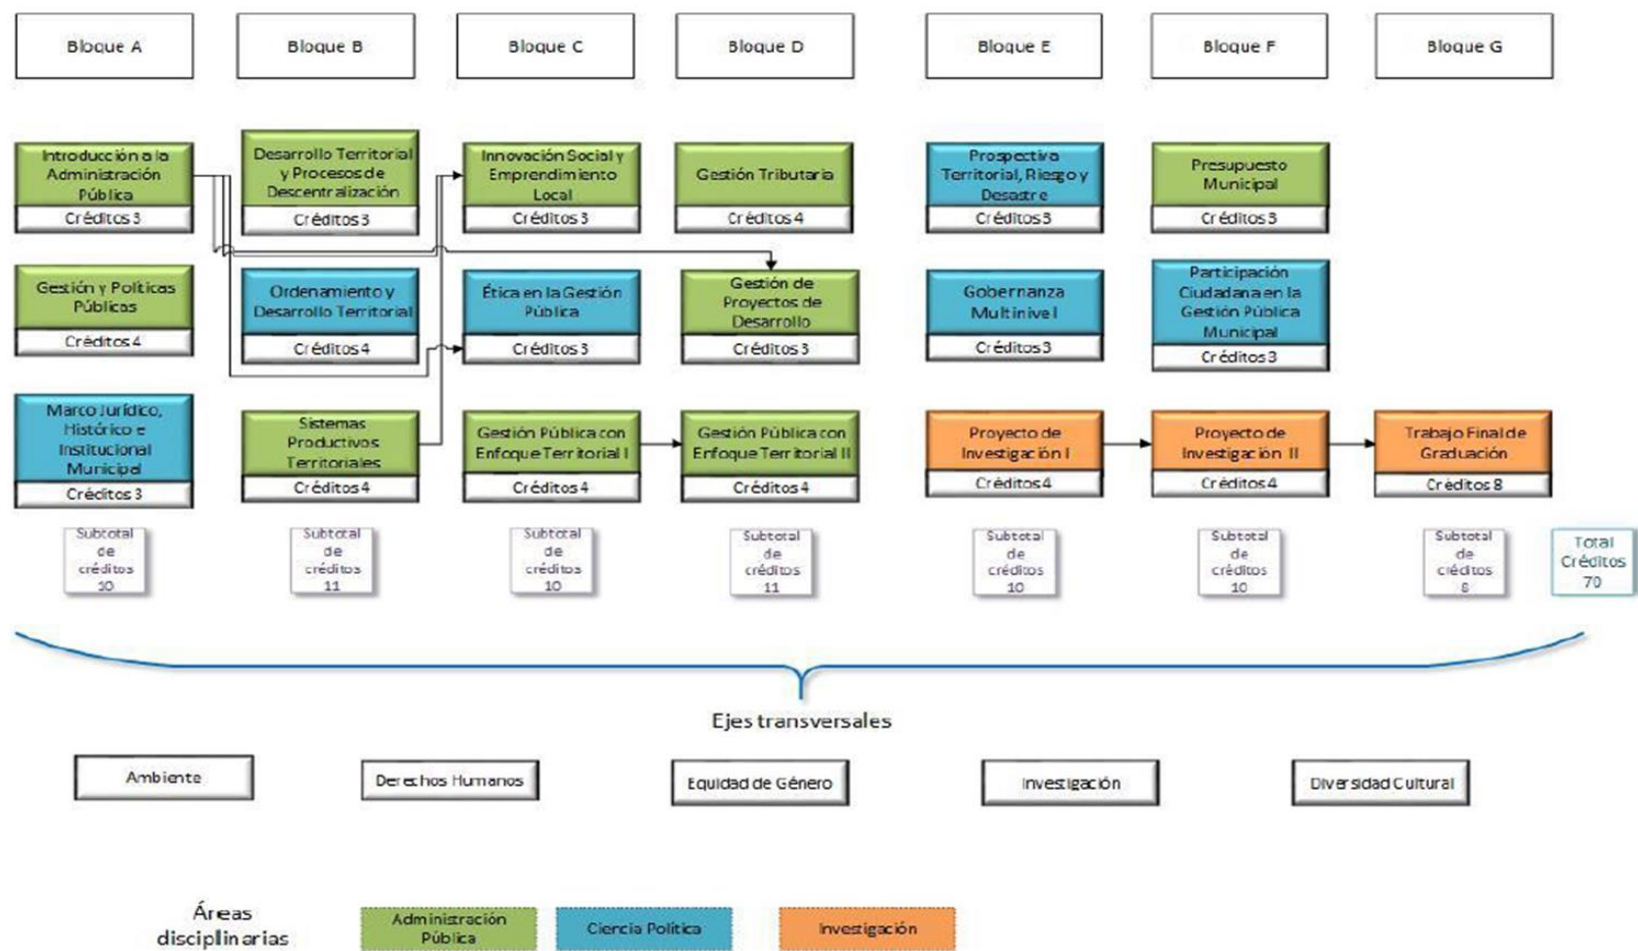 Bloque A
Bloque B
Bloque C
Bloque D
Bloque E
Bloque F
Bloque G
Introducción a la
Administración
Pública
Créditos 3
Desarrollo Territorial
y Procesos de
Descentralización
Créditos 3
Innovación Social y
Emprendimiento
Local
Créditos 3
Gestión Tributaria
Créditos 4
Prospectiva
Territorial, Riesgo y
Desastre
Créditos 3
Presupuesto
Municipal
Créditos 3
Gestión y Políticas
Públicas
Créditos 4
Ordenamiento y
Desarrollo Territorial
Créditos 4
Ética en la Gestión
Pública
Créditos 3
Gestión de
Proyectos de
Desarrollo
Créditos 3
Gobernanza
Multinivel
Créditos 3
Participación
Ciudadana en la
Gestión Pública
Municipal
Créditos 3
Marco Jurídico,
Histórico e
Institucional
Municipal
Créditos 3
Sistemas
Productivos
Territoriales
Créditos 4
Gestión Pública con
Enfoque Territorial I
Créditos 4
Gestión Pública con
Enfoque Territorial II
Créditos 4
Proyecto de
Investigación I
Créditos 4
Proyecto de
Investigación II
Créditos 4
Trabajo Final de
Graduación
Créditos 8
Subtotal
de
créditos
10
Subtotal
de
créditos
11
Subtotal
de
créditos
10
Subtotal
de
créditos
11
Subtotal
de
créditos
10
Subtotal
de
créditos
10
Subtotal
de
créditos
8
Total
Créditos
70
Ejes transversales
Ambiente
Derechos Humanos
Equidad de Género
Investigación
Diversidad Cultural
Áreas
disciplinarias
Administración
Pública
Ciencia Política
Investigación